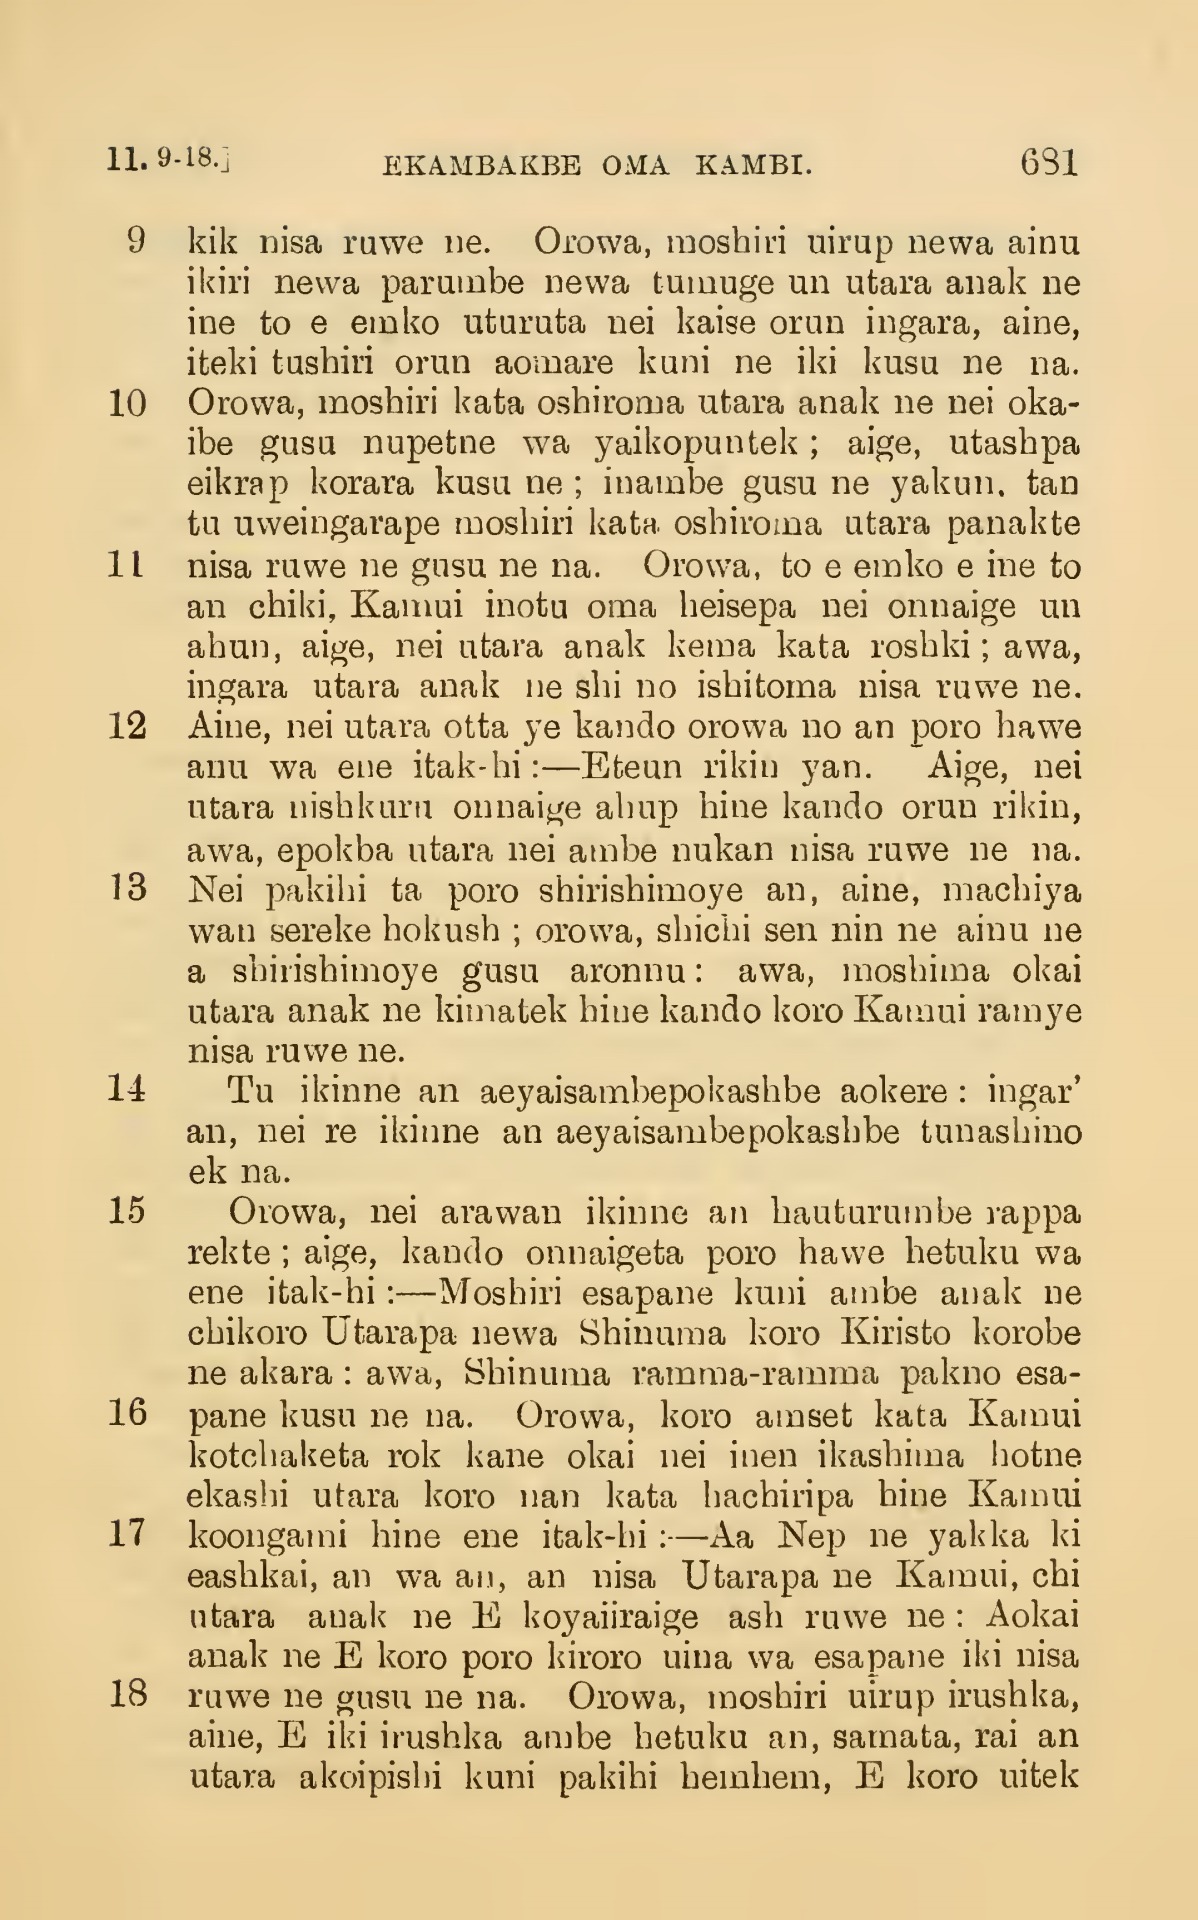 11. 9-18.] EKAMBAKBE OMA KAMBI. 681
9 kik nisa ruwe ne. Orowa, moshiri uirup newa ainu
ikiri newa parumbe newa tumuge un utara anak ne
ine to e emko uturuta nei kaise orun ingara, aine,
iteki tushiri orun aomare kuni ne iki kusu ne na.
10 Orowa, moshiri kata oshiroma utara anak ne nei oka-
ibe gusu nupetne wa yaikopuntek ; aige, utashpa
eikrap korara kusu ne ; inambe gusu ne yakun, tan
tu uweingarape moshiri kata oshiroma utara panakte
11 nisa ruwe ne gusu ne na. Orowa, to e emko e ine to
an chiki, Kamui inotu oma heisepa nei onnaige un
ahun, aige, nei utara anak kema kata roshki ; awa,
ingara utara anak ne shi no ishitoma nisa ruwe ne.
12 Aine, nei utara otta ye kando orowa no an poro hawe
anu wa ene itak-hi :—Eteun rikin yan. Aige, nei
utara nishkuru onnaige ahup hine kando orun rikin,
awa, epokba utara nei ambe nukan nisa ruwe ne na.
13 Nei pakihi ta poro shirishimoye an, aine, machiya
wan sereke hokush ; orowa, shichi sen nin ne ainu ne
a shirishimoye gusu aronnu : awa, moshima okai
utara anak ne kimatek hine kando koro Kamui ramye
nisa ruwe ne.
14 Tu ikinne an aeyaisambepokashbe aokere : ingar’
an, nei re ikinne an aeyaisambepokashbe tunashino
ek na.
15 Orowa, nei arawan ikinne an hauturumbe rappa
rekte ; aige, kando onnaigeta poro hawe hetuku wa
ene itak-hi :—Moshiri esapane kuni ambe anak ne
chikoro Utarapa newa Shinuma koro Kiristo korobe
ne akara : awa, Shinuma ramma-ramma pakno esa-
16 pane kusu ne na. Orowa, koro amset kata Kamui
kotchaketa rok kane okai nei inen ikashima hotne
ekashi utara koro nan kata hachiripa hine Kamui
17 koongami hine ene itak-hi :—Aa Nep ne yakka ki
eashkai, an wa an, an nisa Utarapa ne Kamui, chi
utara anak ne E koyaiiraige ash ruwe ne : Aokai
anak ne E koro poro kiroro uina wa esapane iki nisa
18 ruwe ne gusu ne na. Orowa, moshiri uirup irushka,
aine, E iki irushka ambe hetuku an, samata, rai an
utara akoipishi kuni pakihi hemhem, E koro uitek